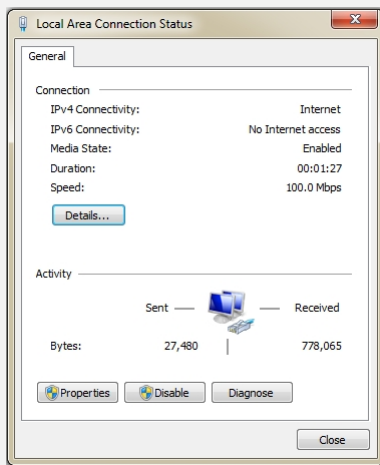 Local Area Connection Status
General
Connection
IPv4 Connectivity: Internet
IPv6 Connectivity: No Internet access
Media State: Enabled
Duration: 00:01:27
Speed: 100.0 Mbps
Details...
Activity
Sent Received
Bytes: 27,480 778,065
Properties Disable Diagnose
Close